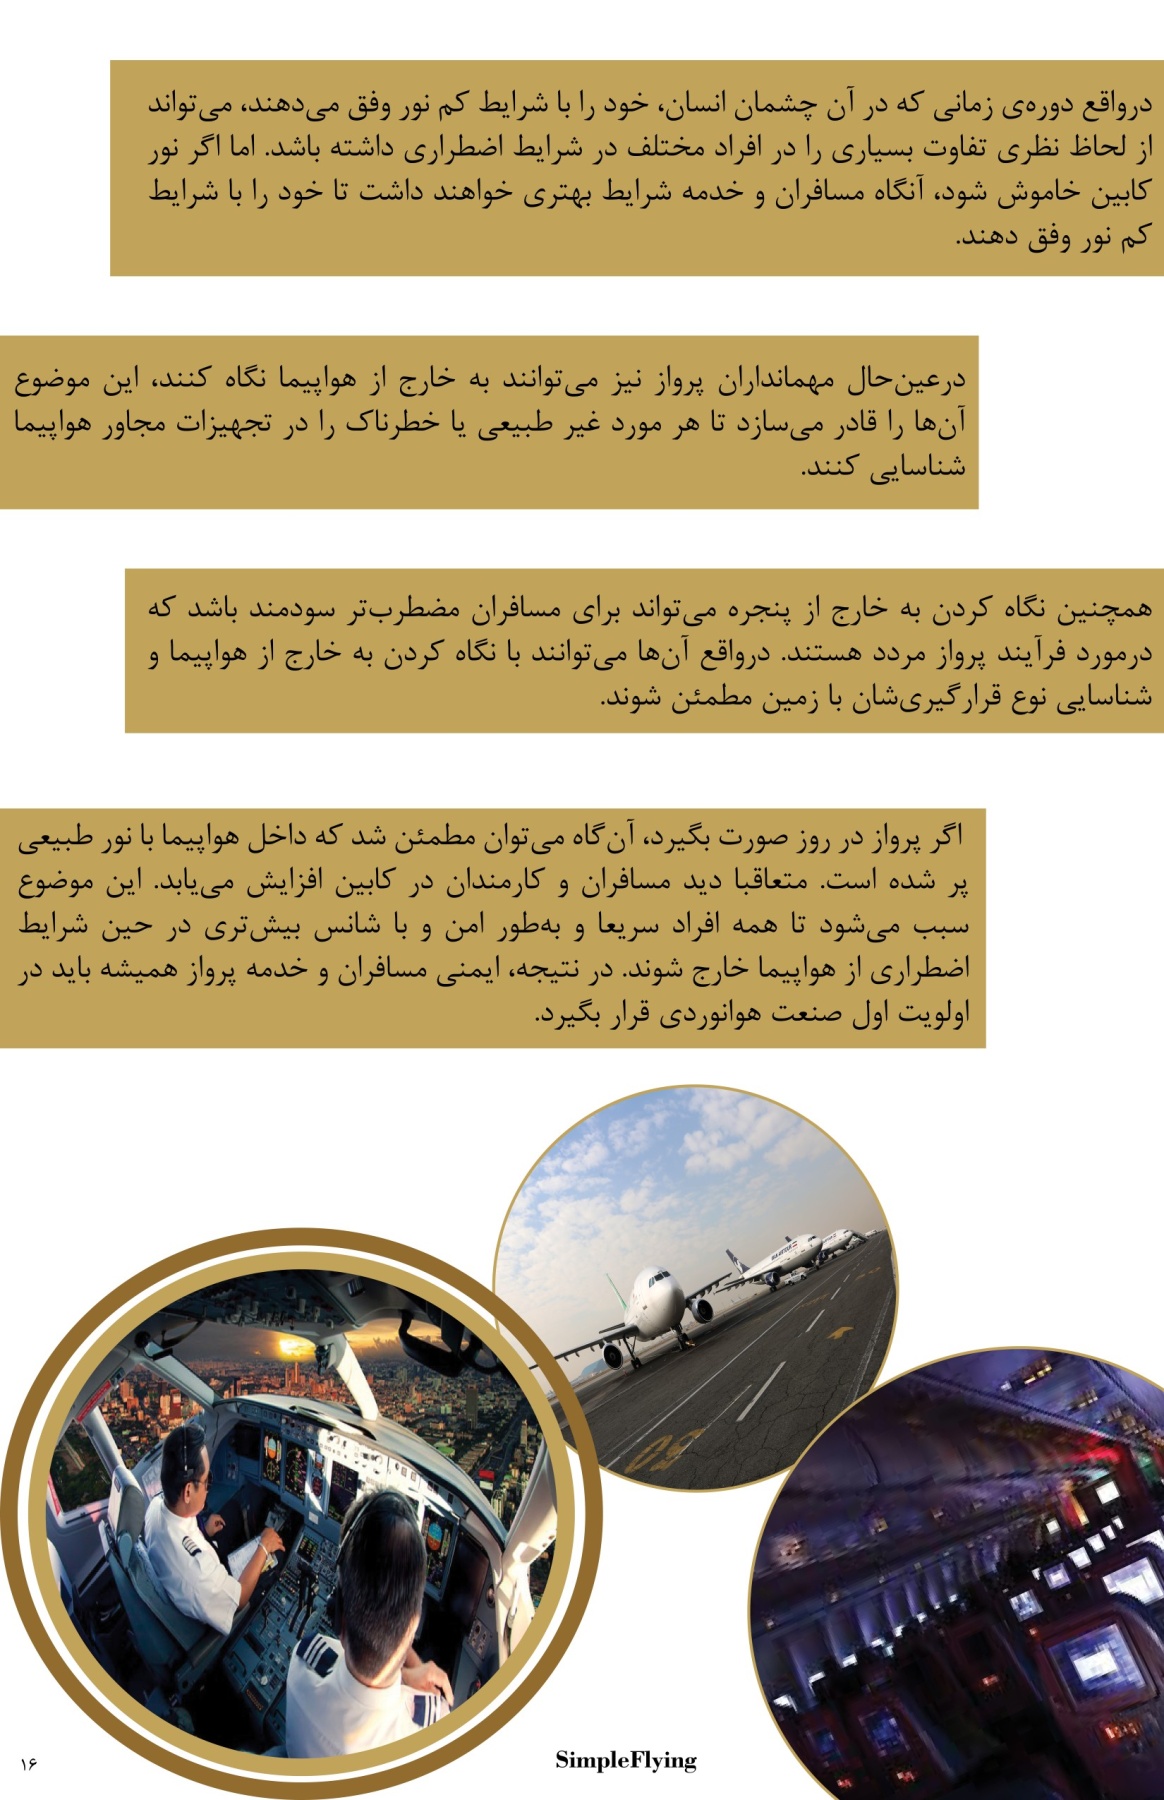 درواقع دوره‌ی زمانی که در آن چشمان انسان، خود را با شرایط کم نور وفق می‌دهند، می‌تواند
از لحاظ نظری تفاوت بسیاری را در افراد مختلف در شرایط اضطراری داشته باشد. اما اگر نور
کابین خاموش شود، آنگاه مسافران و خدمه شرایط بهتری خواهند داشت تا خود را با شرایط
کم نور وفق دهند.
درعین‌حال مهمانداران پرواز نیز می‌توانند به خارج از هواپیما نگاه کنند، این موضوع
آن‌ها را قادر می‌سازد تا هر مورد غیر طبیعی یا خطرناک را در تجهیزات مجاور هواپیما
شناسایی کنند.
همچنین نگاه کردن به خارج از پنجره می‌تواند برای مسافران مضطرب‌تر سودمند باشد که
درمورد فرآیند پرواز مردد هستند. درواقع آن‌ها می‌توانند با نگاه کردن به خارج از هواپیما و
شناسایی نوع قرارگیری‌شان با زمین مطمئن شوند.
اگر پرواز در روز صورت بگیرد، آن‌گاه می‌توان مطمئن شد که داخل هواپیما با نور طبیعی
پر شده است. متعاقبا دید مسافران و کارمندان در کابین افزایش می‌یابد. این موضوع
سبب می‌شود تا همه افراد سریعا و به‌طور امن و با شانس بیش‌تری در حین شرایط
اضطراری از هواپیما خارج شوند. در نتیجه، ایمنی مسافران و خدمه پرواز همیشه باید در
اولویت اول صنعت هوانوردی قرار بگیرد.
SimpleFlying
۱۶